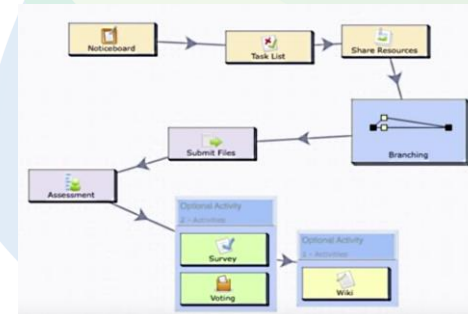 Noticeboard
Task List
Share Resources
Branching
Submit Files
Assessment
Optional Activity
2 - Activities
Survey
Voting
Optional Activity
2 - Activities
Wiki